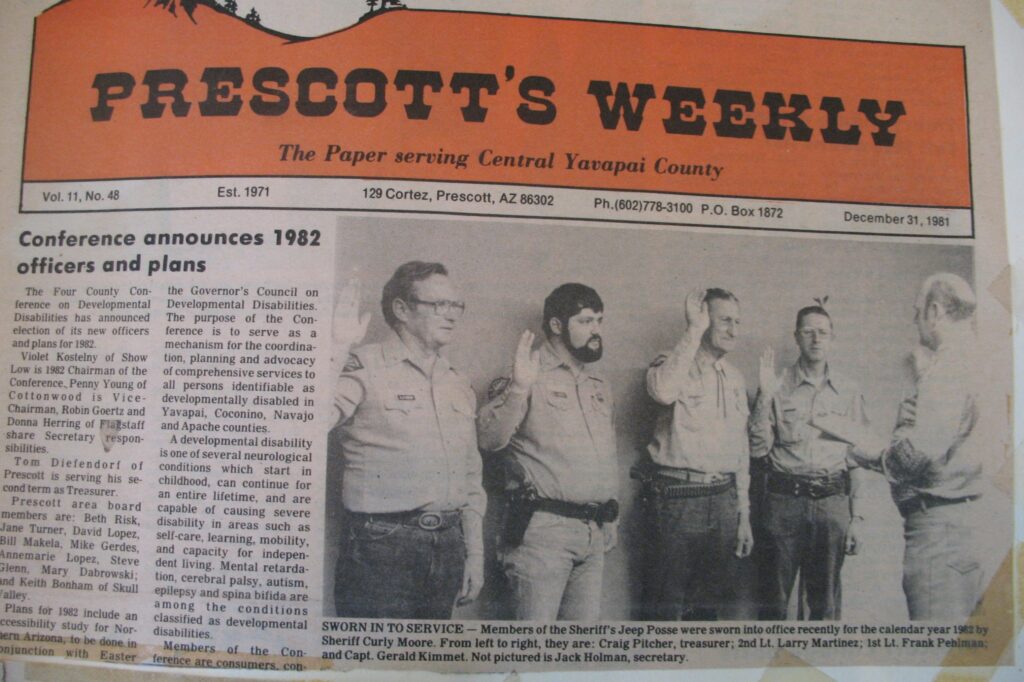 PRESCOTT'S WEEKLY
The Paper serving Central Yavapai County
Vol. 11, No. 48 Est. 1971 129 Cortez, Prescott, AZ 86302 Ph.(602)778-3100 P.O. Box 1872 December 31, 1981
Conference announces 1982
officers and plans
The Four County Con-
ference on Developmental
Disabilities has announced
election of its new officers
and plans for 1982.
Violet Kostelny of Show
Low is 1982 Chairman of the
Conference, Penny Young of
Cottonwood is Vice-
Chairman, Robin Goertz and
Donna Herring of Flagstaff
share Secretary respon-
sibilities.
Tom Diefendorf of
Prescott is serving his se-
cond term as Treasurer.
Prescott area board
members are: Beth Risk,
Jane Turner, David Lopez,
Bill Makela, Mike Gerdes,
Annemarie Lopez, Steve
Glenn, Mary Dabrowski;
and Keith Bonham of Skull
Valley.
Plans for 1982 include an
ccessibility study for Nor-
hern Arizona, to be done in
onjunction with Easter
the Governor's Council on
Developmental Disabilities.
The purpose of the Con-
ference is to serve as a
mechanism for the coordina-
tion, planning and advocacy
of comprehensive services to
all persons identifiable as
developmentally disabled in
Yavapai, Coconino, Navajo
and Apache counties.
A developmental disability
is one of several neurological
conditions which start in
childhood, can continue for
an entire lifetime, and are
capable of causing severe
disability in areas such as
self-care, learning, mobility,
and capacity for indepen-
dent living. Mental retarda-
tion, cerebral palsy, autism,
epilepsy and spina bifida are
among the conditions
classified as developmental
disabilities.
Members of the Con-
ference are consumers, con-
SWORN IN TO SERVICE — Members of the Sheriff's Jeep Posse were sworn into office recently for the calendar year 1982 by
Sheriff Curly Moore. From left to right, they are: Craig Pitcher, treasurer; 2nd Lt. Larry Martinez; 1st Lt. Frank Pehlman;
and Capt. Gerald Kimmet. Not pictured is Jack Holman, secretary.